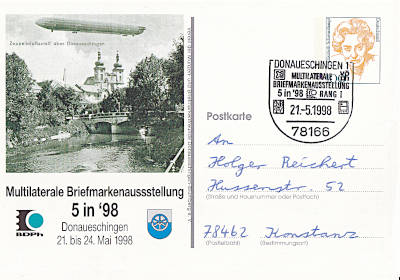 Zeppelinluftschiff über Donaueschingen
Multilaterale Briefmarkenaussstellung
5 in '98
Donaueschingen
21. bis 24. Mai 1998
BDPh
DONAUESCHINGEN 1
MULTILATERALE
BRIEFMARKENAUSSTELLUNG
5 in '98 RANG I
21.-5.1998
78166
Postkarte
An
Holger Reichert
Hussenstr. 52
(Straße und Hausnummer oder Postfach)
78462 Konstanz
(Postleitzahl) (Bestimmungsort)